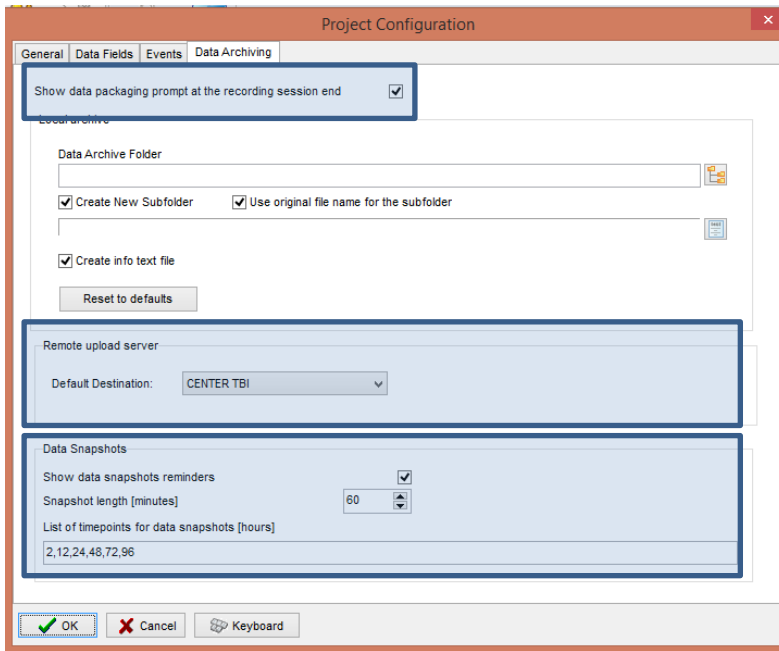 Project Configuration
General Data Fields Events Data Archiving
Show data packaging prompt at the recording session end
Local archive
Data Archive Folder
Create New Subfolder Use original file name for the subfolder
Create info text file
Reset to defaults
Remote upload server
Default Destination: CENTER TBI
Data Snapshots
Show data snapshots reminders
Snapshot length [minutes] 60
List of timepoints for data snapshots [hours]
2,12,24,48,72,96
OK Cancel Keyboard